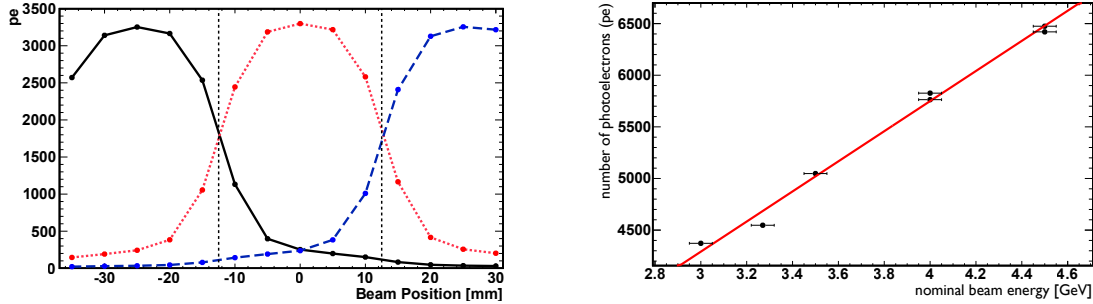 pe
3500
3000
2500
2000
1500
1000
500
0
-30 -20 -10 0 10 20 30
Beam Position [mm]
number of photoelectrons (pe)
6500
6000
5500
5000
4500
2.8 3 3.2 3.4 3.6 3.8 4 4.2 4.4 4.6
nominal beam energy [GeV]